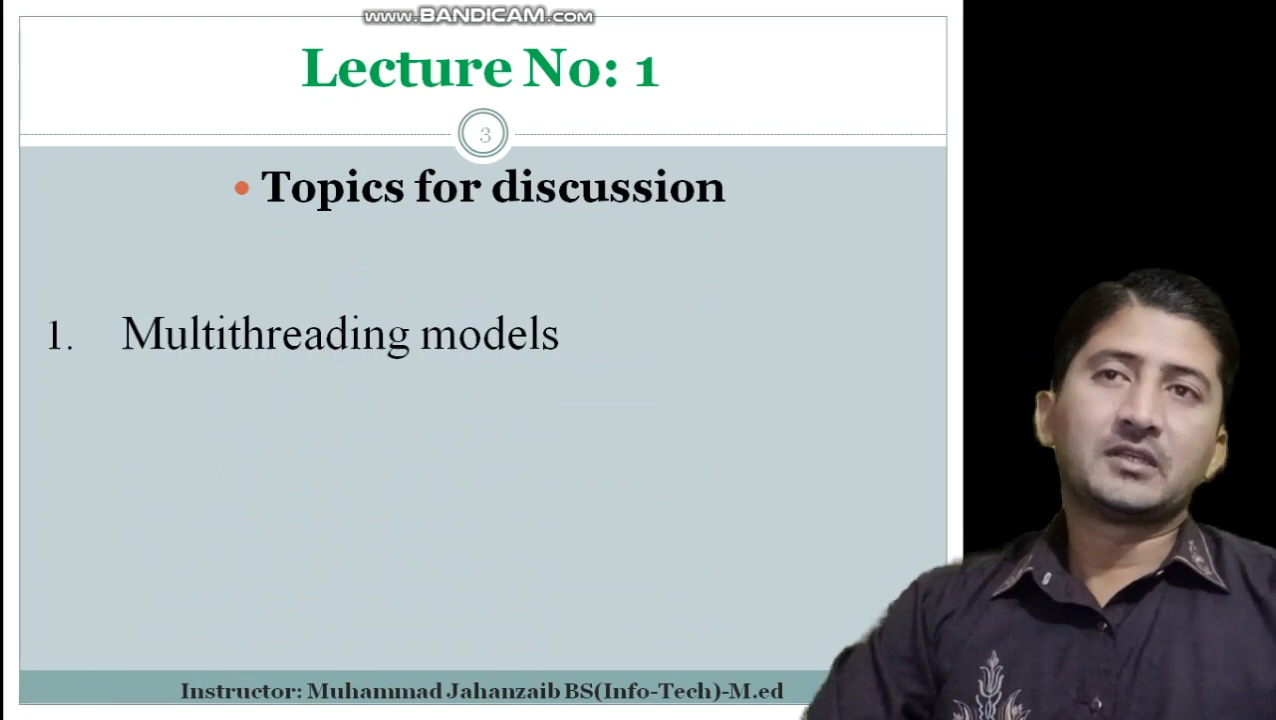 www.BANDICAM.com
Lecture No: 1
3
• Topics for discussion
1. Multithreading models
Instructor: Muhammad Jahanzaib BS(Info-Tech)-M.ed